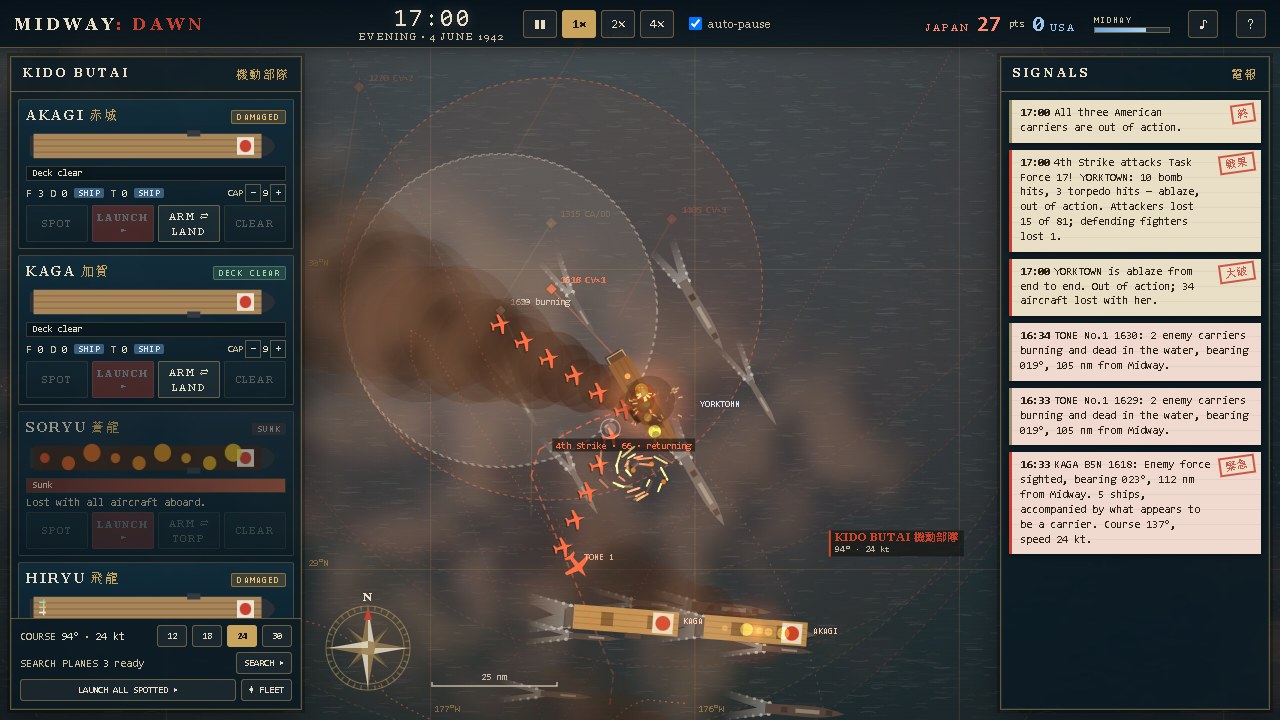 MIDWAY: DAWN
17:00
EVENING · 4 JUNE 1942
1×
2×
4×
auto-pause
JAPAN 27 pts 0 USA
MIDWAY
♪
?
KIDO BUTAI
機動部隊
AKAGI 赤城
DAMAGED
Deck clear
F 3 D 0 SHIP T 0 SHIP
CAP − 9 +
SPOT
LAUNCH
ARM ⇄ LAND
CLEAR
KAGA 加賀
DECK CLEAR
Deck clear
F 0 D 0 SHIP T 0 SHIP
CAP − 9 +
SPOT
LAUNCH
ARM ⇄ LAND
CLEAR
SORYU 蒼龍
SUNK
Sunk
Lost with all aircraft aboard.
SPOT
LAUNCH
ARM ⇄ TORP
CLEAR
HIRYU 飛龍
DAMAGED
COURSE 94° · 24 kt
12
18
24
30
SEARCH PLANES 3 ready
SEARCH ▸
LAUNCH ALL SPOTTED ▸
FLEET
1315 CA/BB
1618 CV×1
1629 burning
YORKTOWN
4th Strike · 66 · returning
TONE 1
KIDO BUTAI 機動部隊
94° · 24 kt
KAGA
AKAGI
N
25 nm
29°N
177°W
176°W
SIGNALS
電報
17:00 All three American
carriers are out of action.
終
17:00 4th Strike attacks Task
Force 17! YORKTOWN: 10 bomb
hits, 3 torpedo hits — ablaze,
out of action. Attackers lost
15 of 81; defending fighters
lost 1.
戦果
17:00 YORKTOWN is ablaze from
end to end. Out of action; 34
aircraft lost with her.
大破
16:34 TONE No.1 1630: 2 enemy carriers
burning and dead in the water, bearing
019°, 105 nm from Midway.
16:33 TONE No.1 1629: 2 enemy carriers
burning and dead in the water, bearing
019°, 105 nm from Midway.
16:33 KAGA B5N 1618: Enemy force
sighted, bearing 023°, 112 nm
from Midway. 5 ships,
accompanied by what appears to
be a carrier. Course 137°,
speed 24 kt.
緊急